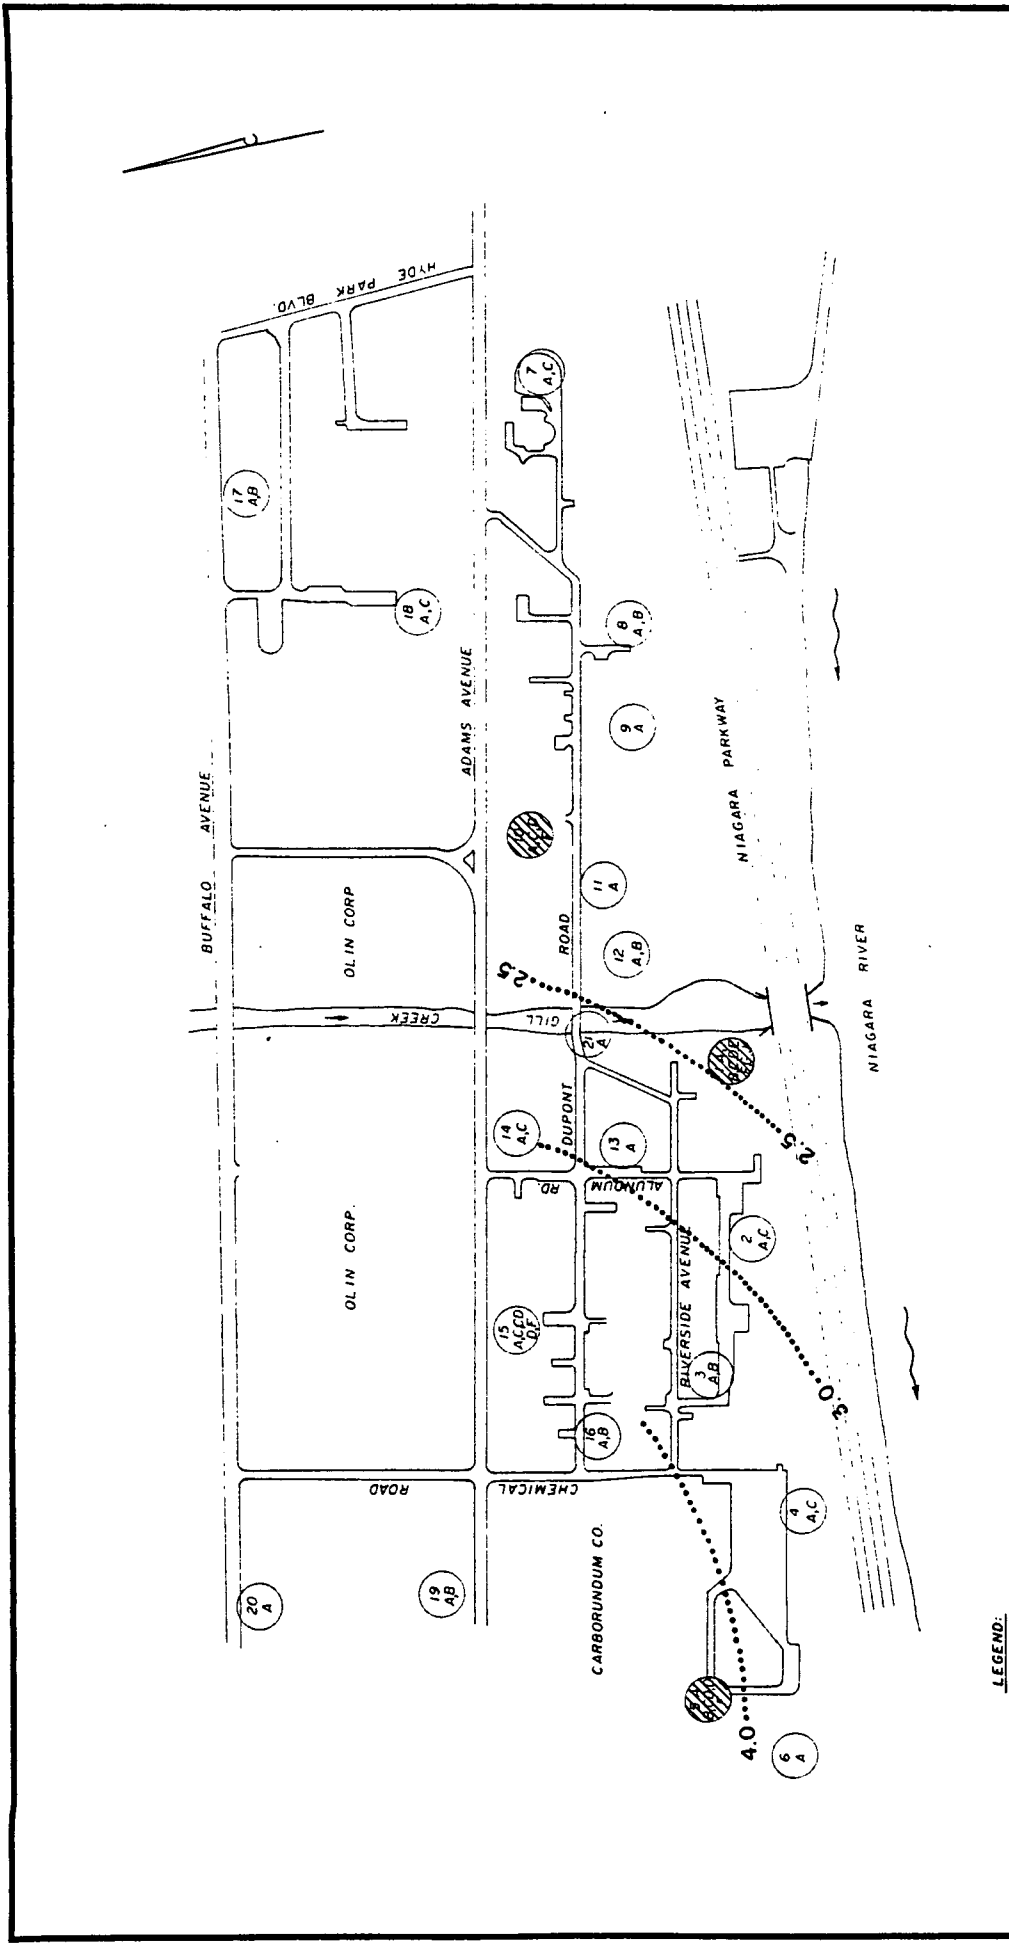 HYDE PARK BLVD.
BUFFALO AVENUE
ADAMS AVENUE
OLIN CORP
OLIN CORP.
GILL CREEK
DUPONT ROAD
ALUNDUM RD.
RIVERSIDE AVENUE
CHEMICAL ROAD
CARBORUNDUM CO.
NIAGARA PARKWAY
NIAGARA RIVER
17
A,B
18
A,C
7
A,C
8
A,B
9
A
11
A
12
A,B
21
A
14
A,C
13
A
2
A,C
3
A,B
16
A,B
4
A,C
20
A
19
A,B
6
A
2.5
2.5
3.0
4.0
LEGEND: